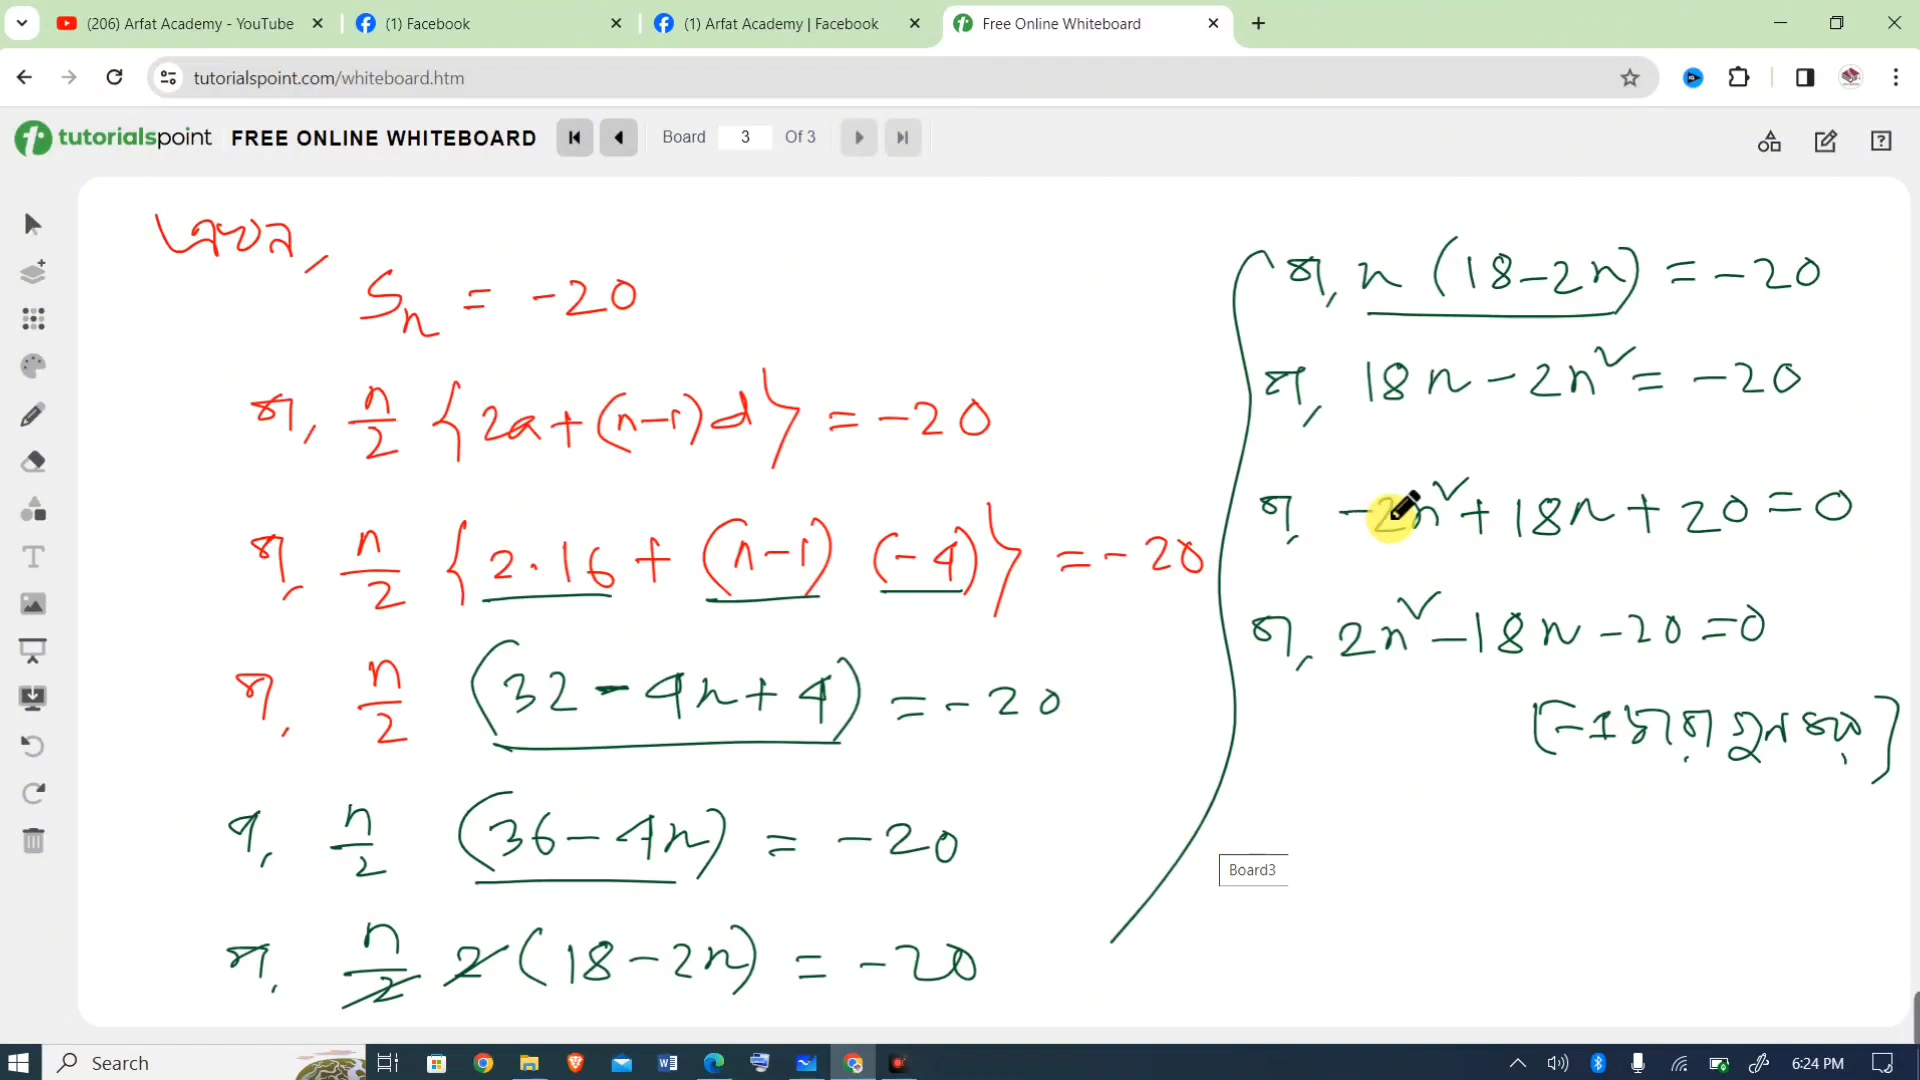 (206) Arfat Academy - YouTube
(1) Facebook
(1) Arfat Academy | Facebook
Free Online Whiteboard
tutorialspoint.com/whiteboard.htm
tutorialspoint FREE ONLINE WHITEBOARD
Board 3 Of 3
Sₙ = -20
বা, n/2 {2a+(n-1)d} = -20
বা, n/2 {2.16 + (n-1) (-4)} = -20
বা, n/2 (32 - 4n + 4) = -20
বা, n/2 (36 - 4n) = -20
বা, n/2 2(18 - 2n) = -20
বা, n (18 - 2n) = -20
বা, 18n - 2n² = -20
বা, -2n² + 18n + 20 = 0
বা, 2n² - 18n - 20 = 0
[-1 দ্বারা গুন করে]
Board3
Search
6:24 PM